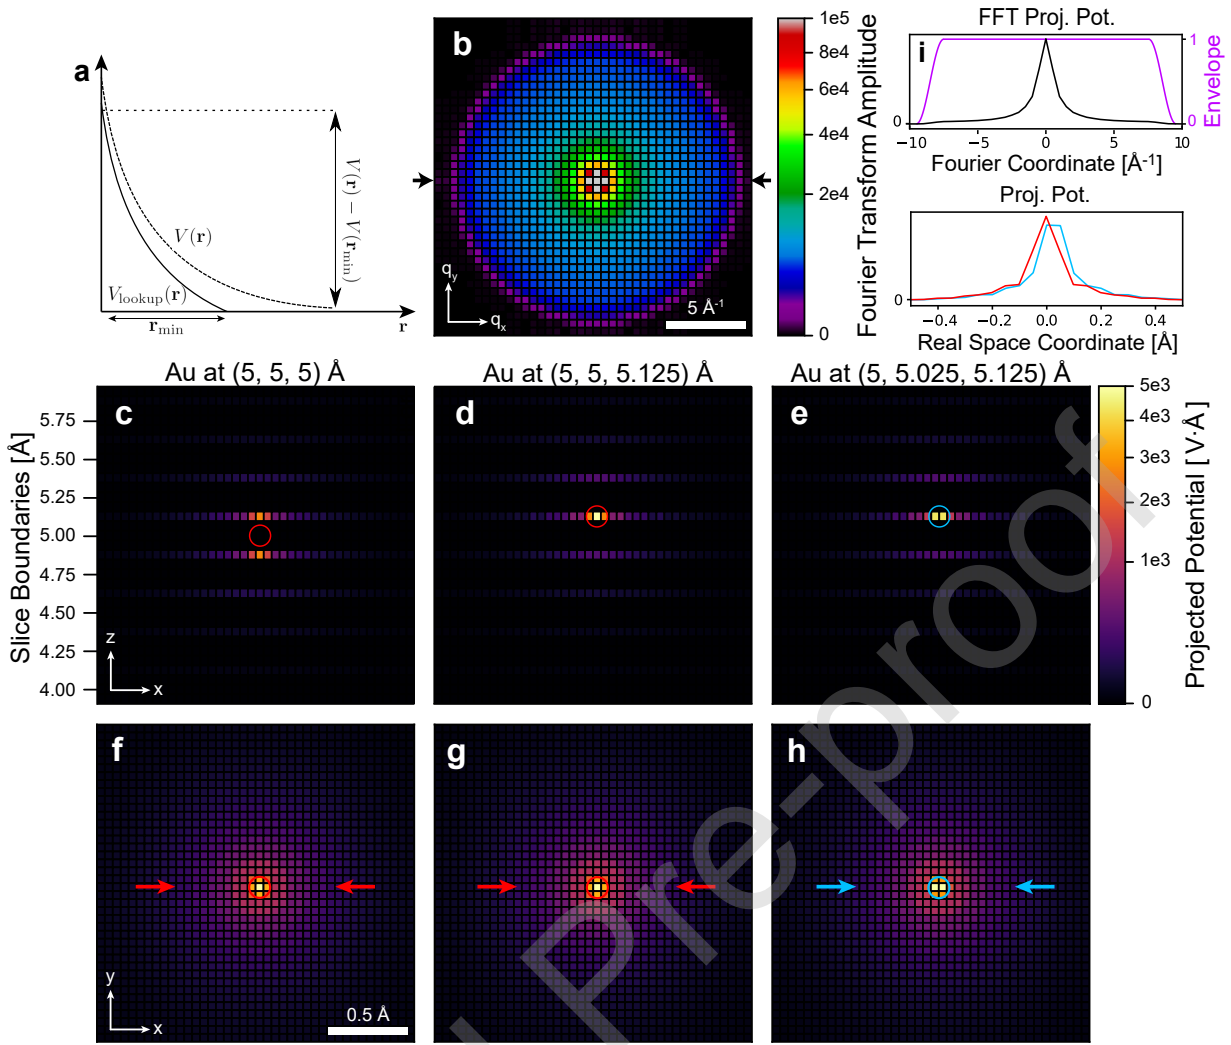 a
V(r)
V_lookup(r)
r_min
r
V(r) − V(r_min)
b
q_y
q_x
5 Å⁻¹
1e5
8e4
6e4
4e4
2e4
0
Fourier Transform Amplitude
FFT Proj. Pot.
i
0
1
0
Envelope
−10 −5 0 5 10
Fourier Coordinate [Å⁻¹]
Proj. Pot.
0
−0.4 −0.2 0.0 0.2 0.4
Real Space Coordinate [Å]
Au at (5, 5, 5) Å
Au at (5, 5, 5.125) Å
Au at (5, 5.025, 5.125) Å
Slice Boundaries [Å]
5.75
5.50
5.25
5.00
4.75
4.50
4.25
4.00
c
z
x
d
e
5e3
4e3
3e3
2e3
1e3
0
Projected Potential [V·Å]
f
y
x
0.5 Å
g
h
Pre-proof